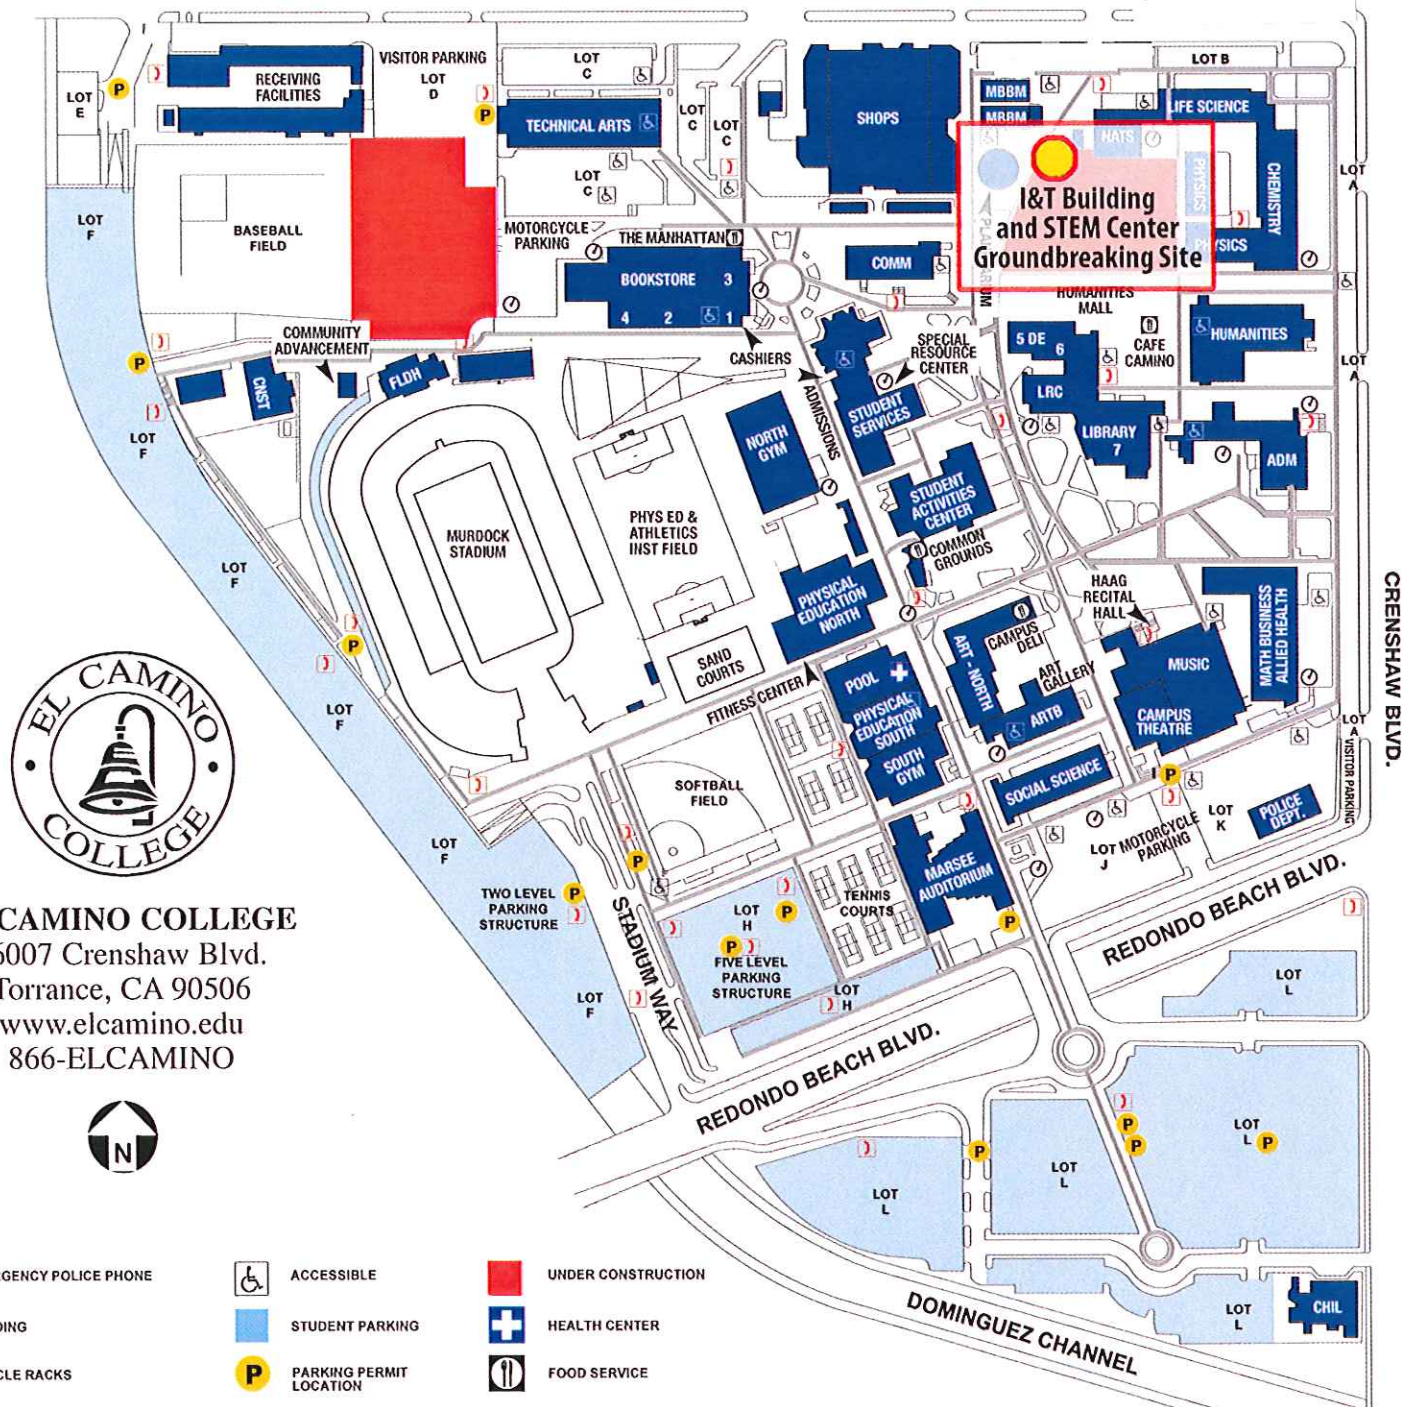 VISITOR PARKING
LOT
D
LOT
C
LOT B
LOT
E
RECEIVING
FACILITIES
TECHNICAL ARTS
LOT
C
LOT
C
SHOPS
MBBM
MBBM
LIFE SCIENCE
NATS
LOT
C
CHEMISTRY
PHYSICS
PHYSICS
LOT
A
I&T Building
and STEM Center
Groundbreaking Site
LOT
F
BASEBALL
FIELD
MOTORCYCLE
PARKING
THE MANHATTAN
BOOKSTORE
3
4
2
1
COMM
HUMANITIES
MALL
COMMUNITY
ADVANCEMENT
CASHIERS
SPECIAL
RESOURCE
CENTER
5 DE
6
CAFE
CAMINO
HUMANITIES
LOT
A
CNST
FLDH
ADMISSIONS
STUDENT
SERVICES
LRC
LIBRARY
7
ADM
LOT
F
NORTH
GYM
MURDOCK
STADIUM
PHYS ED &
ATHLETICS
INST FIELD
STUDENT
ACTIVITIES
CENTER
COMMON
GROUNDS
LOT
F
PHYSICAL
EDUCATION
NORTH
HAAG
RECITAL
HALL
CAMPUS
DELI
MATH BUSINESS
ALLIED HEALTH
CRENSHAW BLVD.
SAND
COURTS
FITNESS CENTER
POOL
ART - NORTH
ART
GALLERY
ARTB
MUSIC
CAMPUS
THEATRE
LOT
F
PHYSICAL
EDUCATION
SOUTH
SOUTH
GYM
LOT
A
VISITOR PARKING
EL CAMINO
COLLEGE
SOFTBALL
FIELD
SOCIAL SCIENCE
LOT
K
POLICE
DEPT.
LOT
J
MOTORCYCLE
PARKING
LOT
F
MARSEE
AUDITORIUM
TWO LEVEL
PARKING
STRUCTURE
TENNIS
COURTS
REDONDO BEACH BLVD.
LOT
H
FIVE LEVEL
PARKING
STRUCTURE
STADIUM WAY
LOT
F
LOT
H
LOT
L
CAMINO COLLEGE
6007 Crenshaw Blvd.
Torrance, CA 90506
www.elcamino.edu
866-ELCAMINO
REDONDO BEACH BLVD.
N
LOT
L
LOT
L
LOT
L
LOT
L
CHIL
DOMINGUEZ CHANNEL
RGENCY POLICE PHONE
ACCESSIBLE
UNDER CONSTRUCTION
DING
STUDENT PARKING
HEALTH CENTER
CLE RACKS
P
PARKING PERMIT
LOCATION
FOOD SERVICE